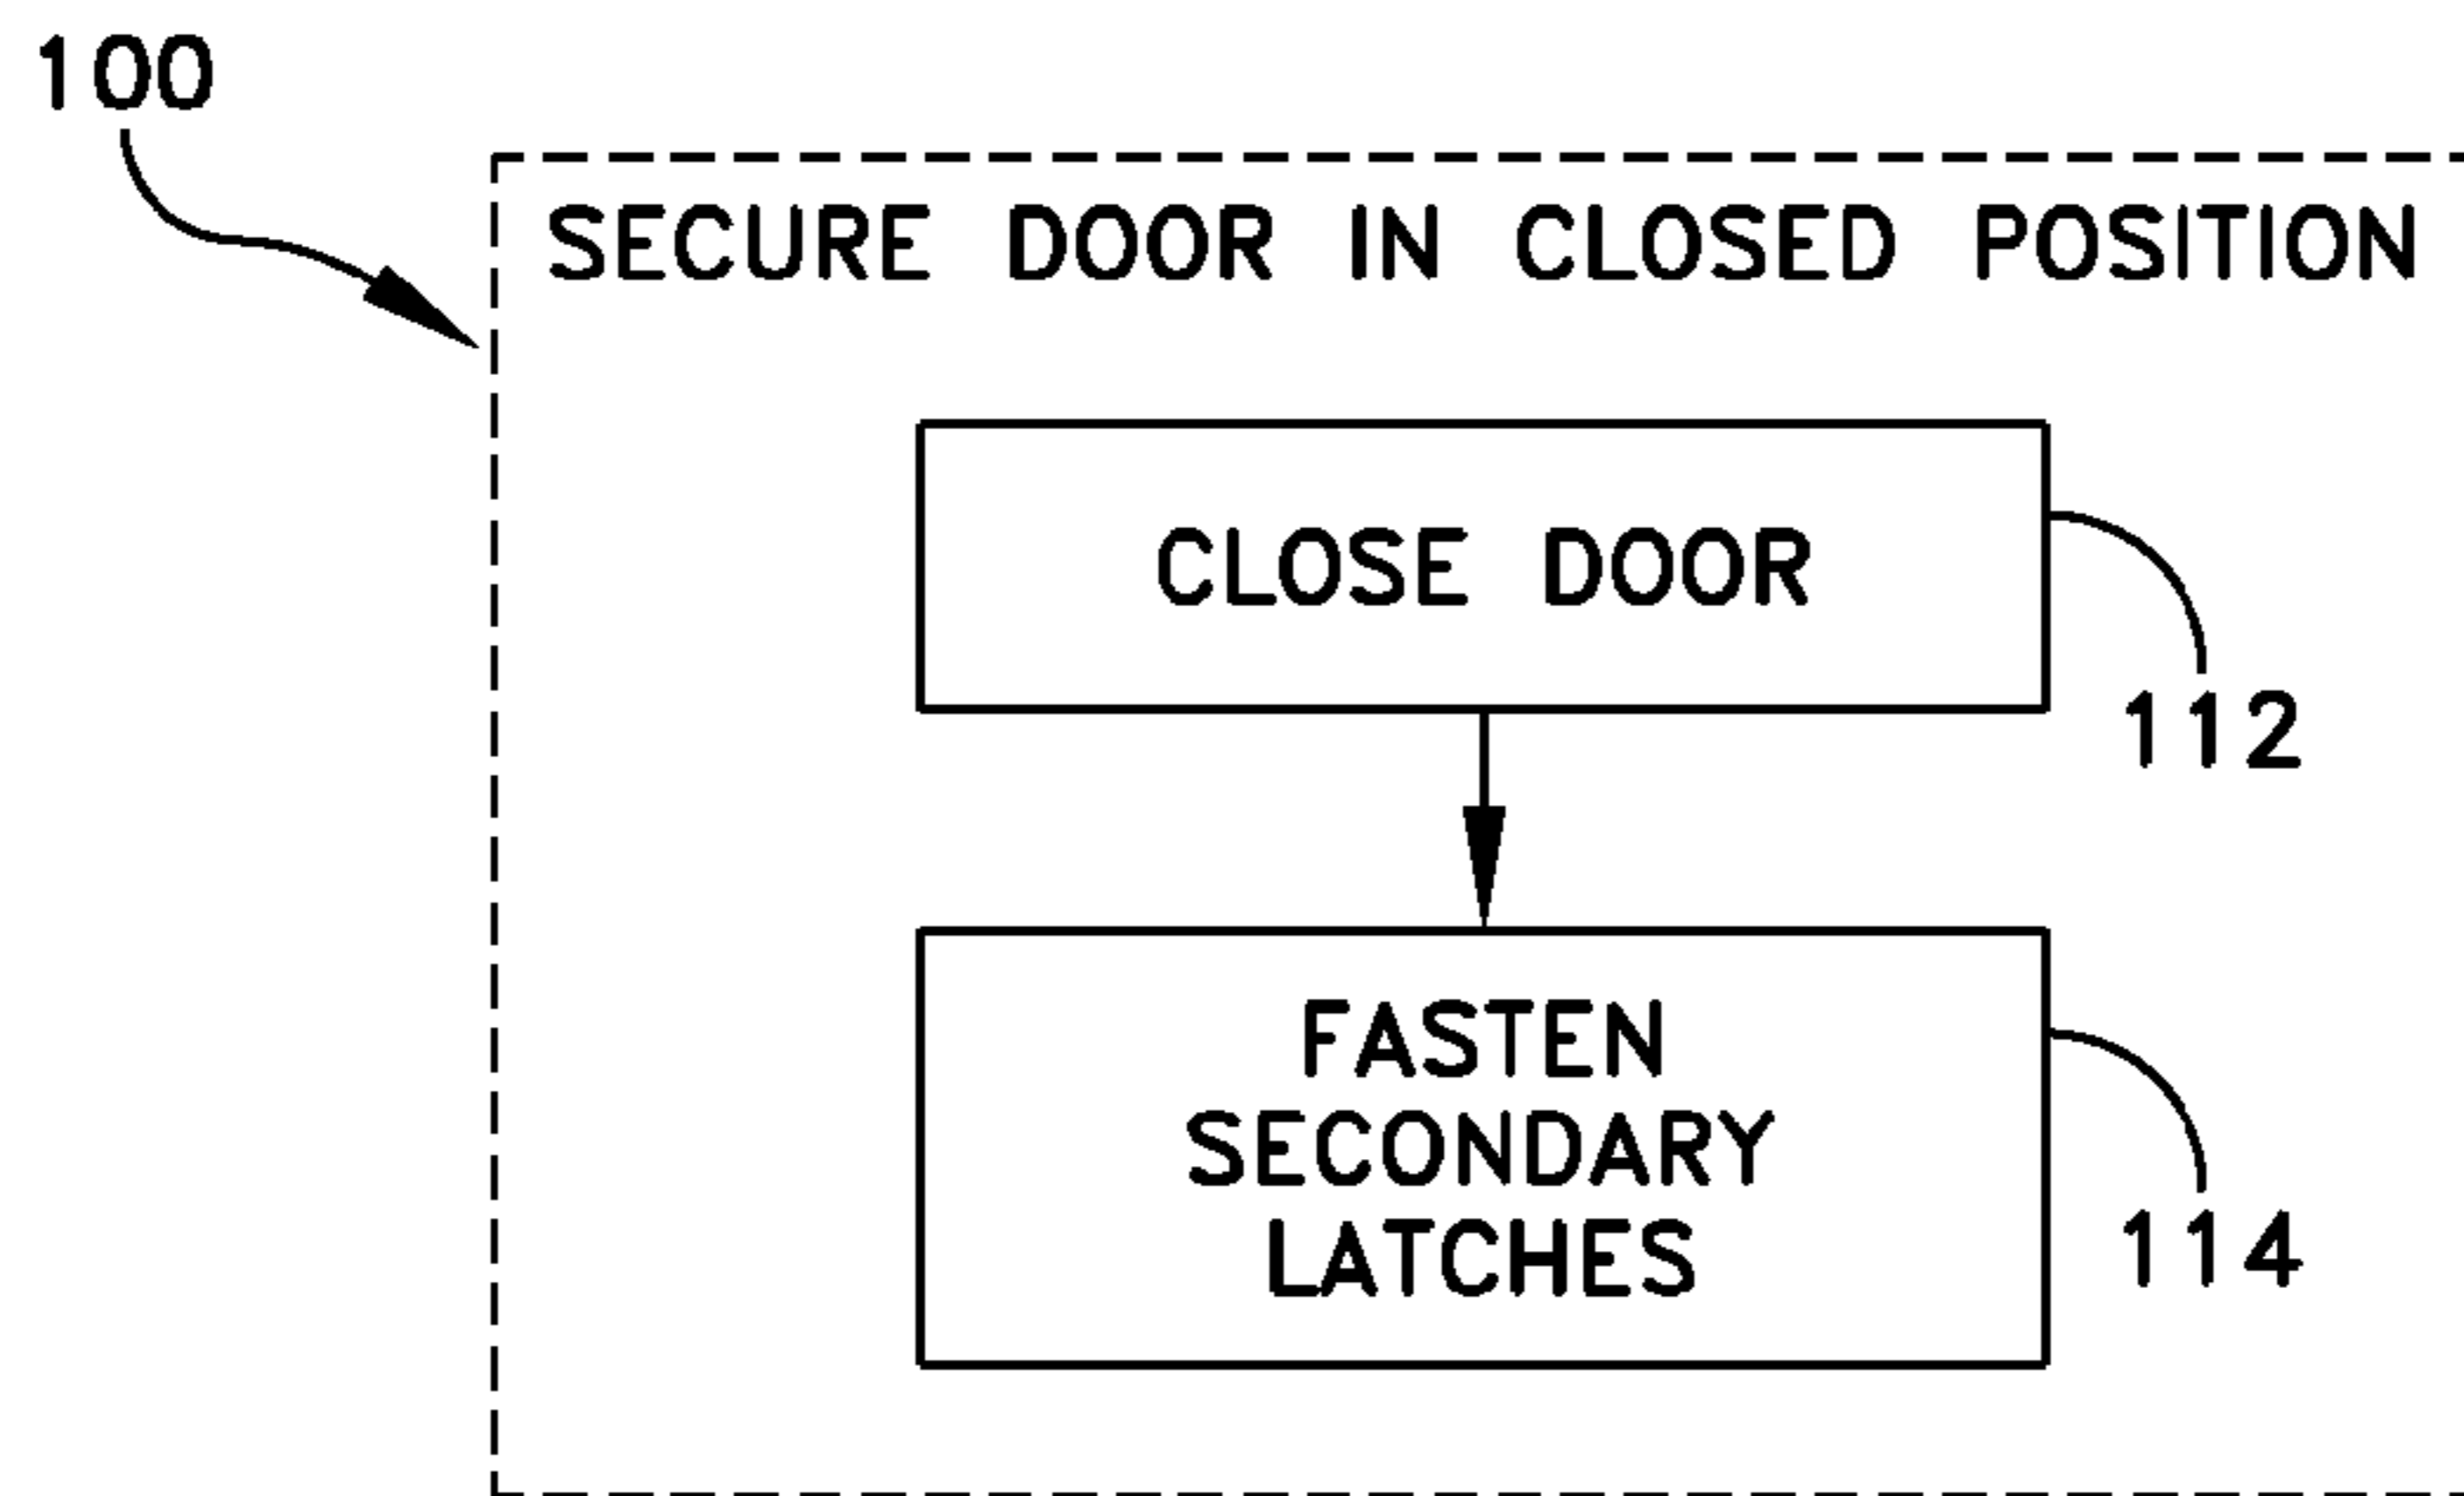 100
SECURE DOOR IN CLOSED POSITION
CLOSE DOOR
112
FASTEN
SECONDARY
LATCHES
114